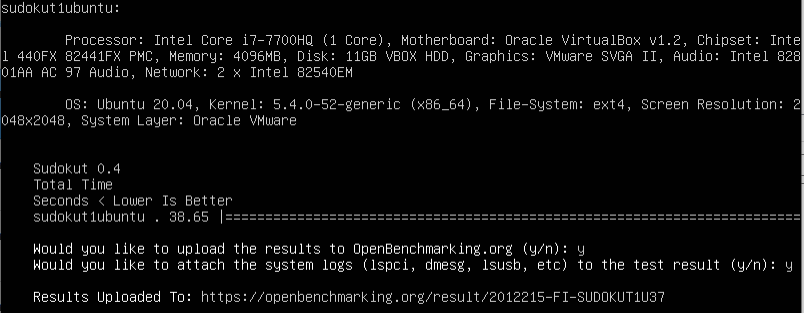 sudokut1ubuntu:
Processor: Intel Core i7-7700HQ (1 Core), Motherboard: Oracle VirtualBox v1.2, Chipset: Inte
l 440FX 82441FX PMC, Memory: 4096MB, Disk: 11GB VBOX HDD, Graphics: VMware SVGA II, Audio: Intel 828
01AA AC 97 Audio, Network: 2 x Intel 82540EM
OS: Ubuntu 20.04, Kernel: 5.4.0-52-generic (x86_64), File-System: ext4, Screen Resolution: 2
048x2048, System Layer: Oracle VMware
Sudokut 0.4
Total Time
Seconds < Lower Is Better
sudokut1ubuntu . 38.65 |========================================================================
Would you like to upload the results to OpenBenchmarking.org (y/n): y
Would you like to attach the system logs (lspci, dmesg, lsusb, etc) to the test result (y/n): y
Results Uploaded To: https://openbenchmarking.org/result/2012215-FI-SUDOKUT1U37